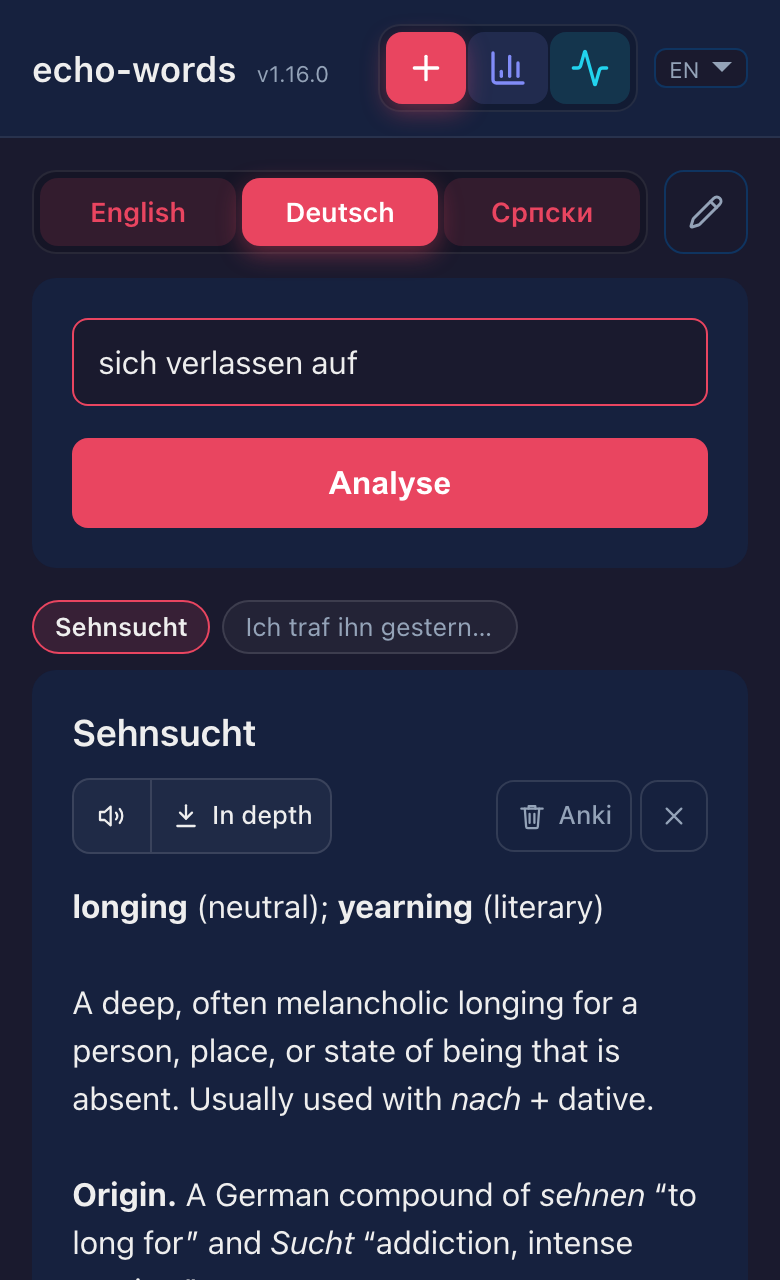 echo-words v1.16.0 EN
English Deutsch Српски
sich verlassen auf
Analyse
Sehnsucht Ich traf ihn gestern...
Sehnsucht
In depth Anki
longing (neutral); yearning (literary)
A deep, often melancholic longing for a
person, place, or state of being that is
absent. Usually used with nach + dative.
Origin. A German compound of sehnen “to
long for” and Sucht “addiction, intense